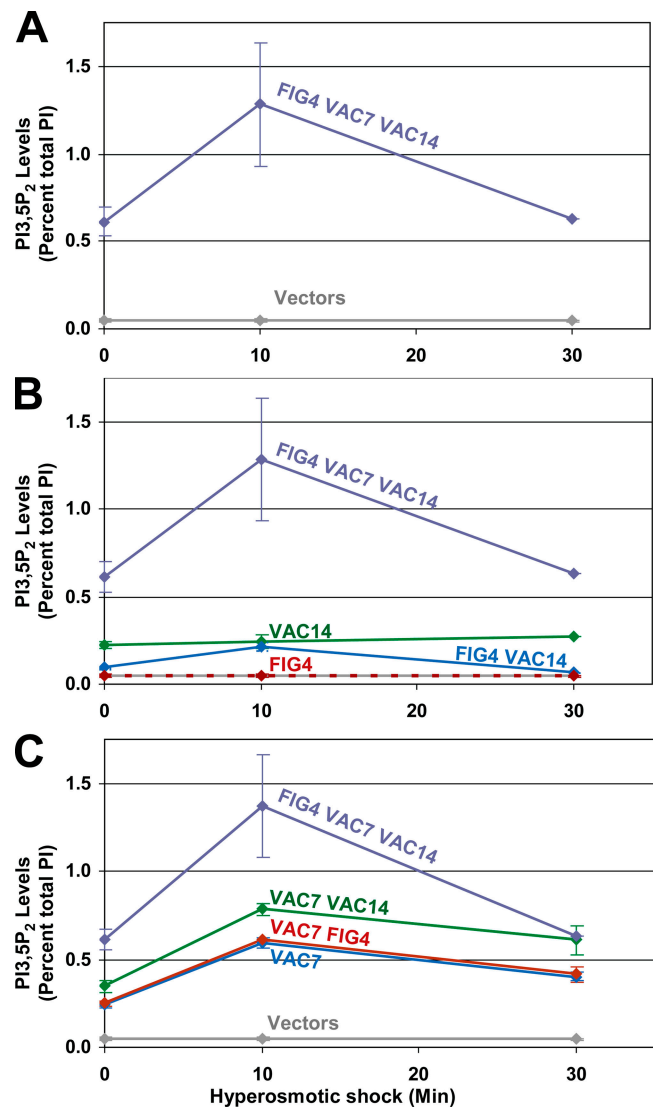 A
PI3,5P2 Levels
(Percent total PI)
1.5
1.0
0.5
0.0
FIG4 VAC7 VAC14
Vectors
0 10 20 30
B
PI3,5P2 Levels
(Percent total PI)
1.5
1.0
0.5
0.0
FIG4 VAC7 VAC14
VAC14
FIG4 VAC14
FIG4
0 10 20 30
C
PI3,5P2 Levels
(Percent total PI)
1.5
1.0
0.5
0.0
FIG4 VAC7 VAC14
VAC7 VAC14
VAC7 FIG4
VAC7
Vectors
0 10 20 30
Hyperosmotic shock (Min)